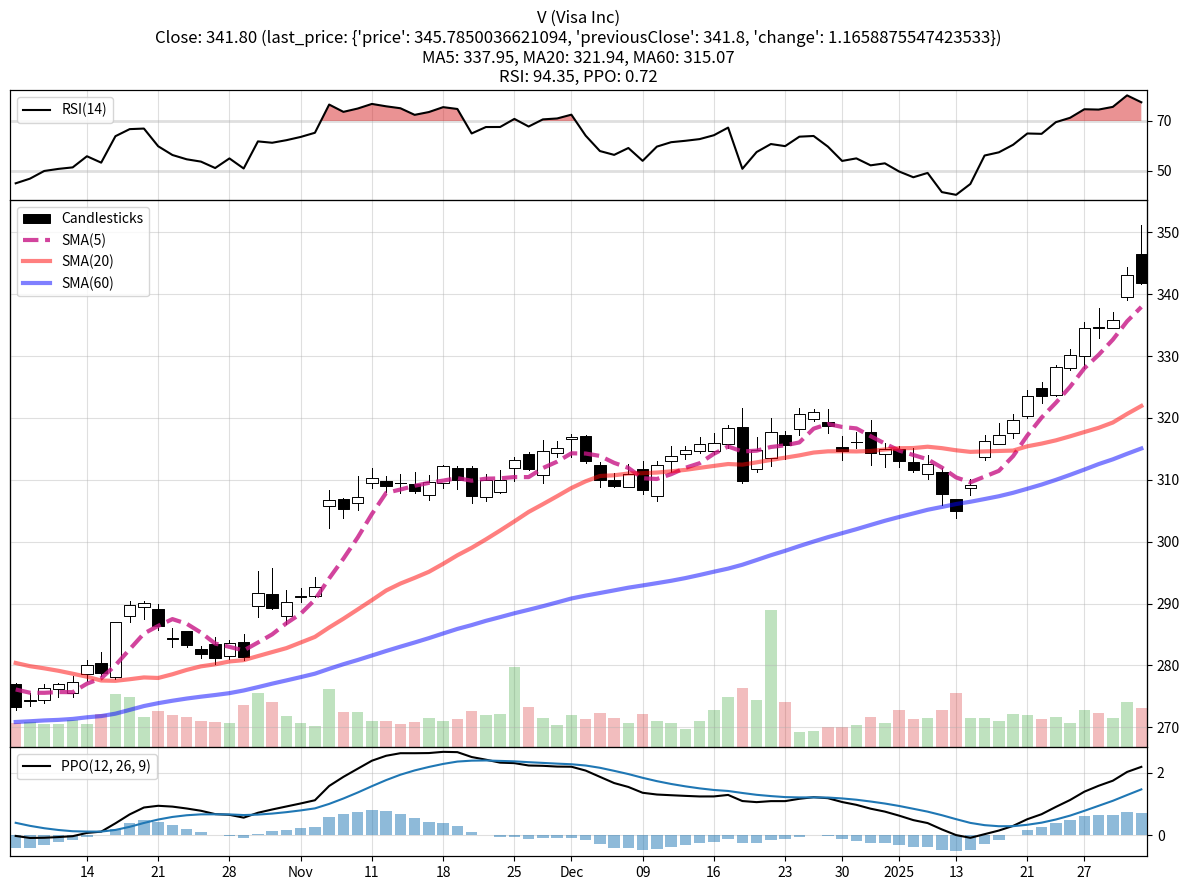 V (Visa Inc)
Close: 341.80 (last_price: {'price': 345.7850036621094, 'previousClose': 341.8, 'change': 1.1658875547423533})
MA5: 337.95, MA20: 321.94, MA60: 315.07
RSI: 94.35, PPO: 0.72
RSI(14)
70
50
Candlesticks
SMA(5)
SMA(20)
SMA(60)
350
340
330
320
310
300
290
280
270
PPO(12, 26, 9)
2
0
14 21 28 Nov 11 18 25 Dec 09 16 23 30 2025 13 21 27